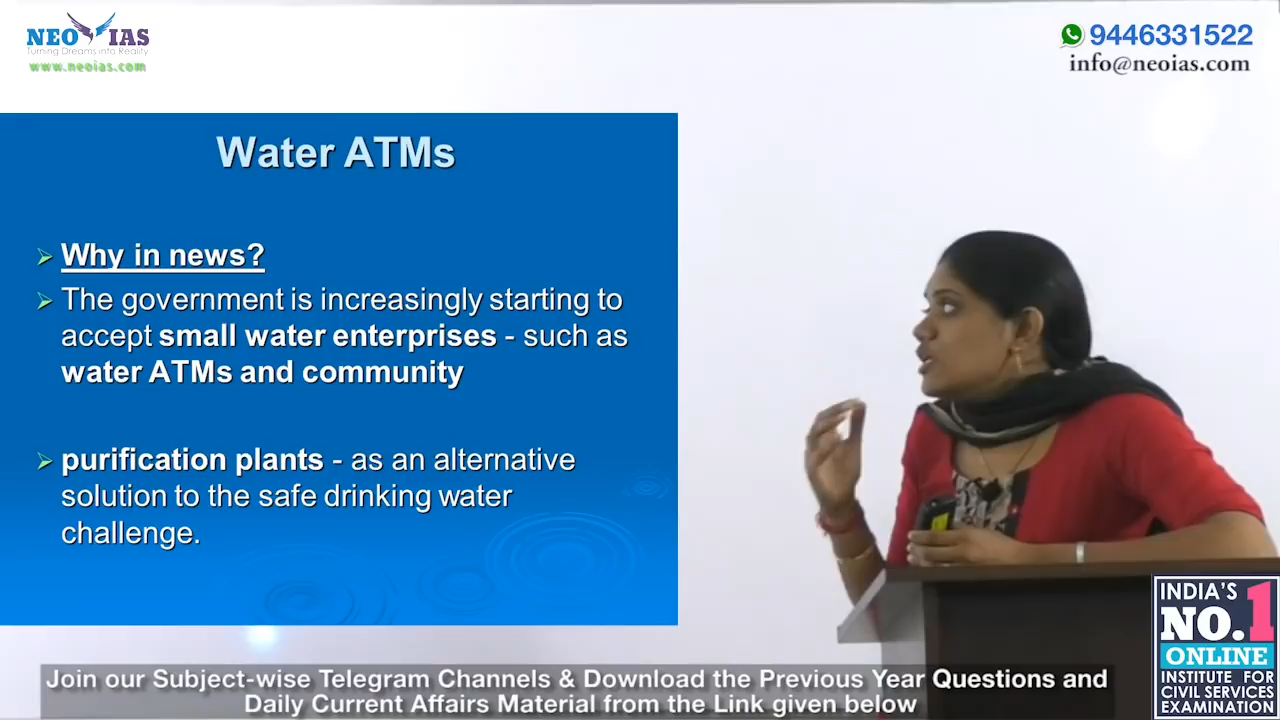 NEO IAS
Turning Dreams into Reality
www.neoias.com
9446331522
info@neoias.com
Water ATMs
Why in news?
The government is increasingly starting to
accept small water enterprises - such as
water ATMs and community
purification plants - as an alternative
solution to the safe drinking water
challenge.
INDIA'S
NO.1
ONLINE
INSTITUTE FOR
CIVIL SERVICES
EXAMINATION
Join our Subject-wise Telegram Channels & Download the Previous Year Questions and
Daily Current Affairs Material from the Link given below